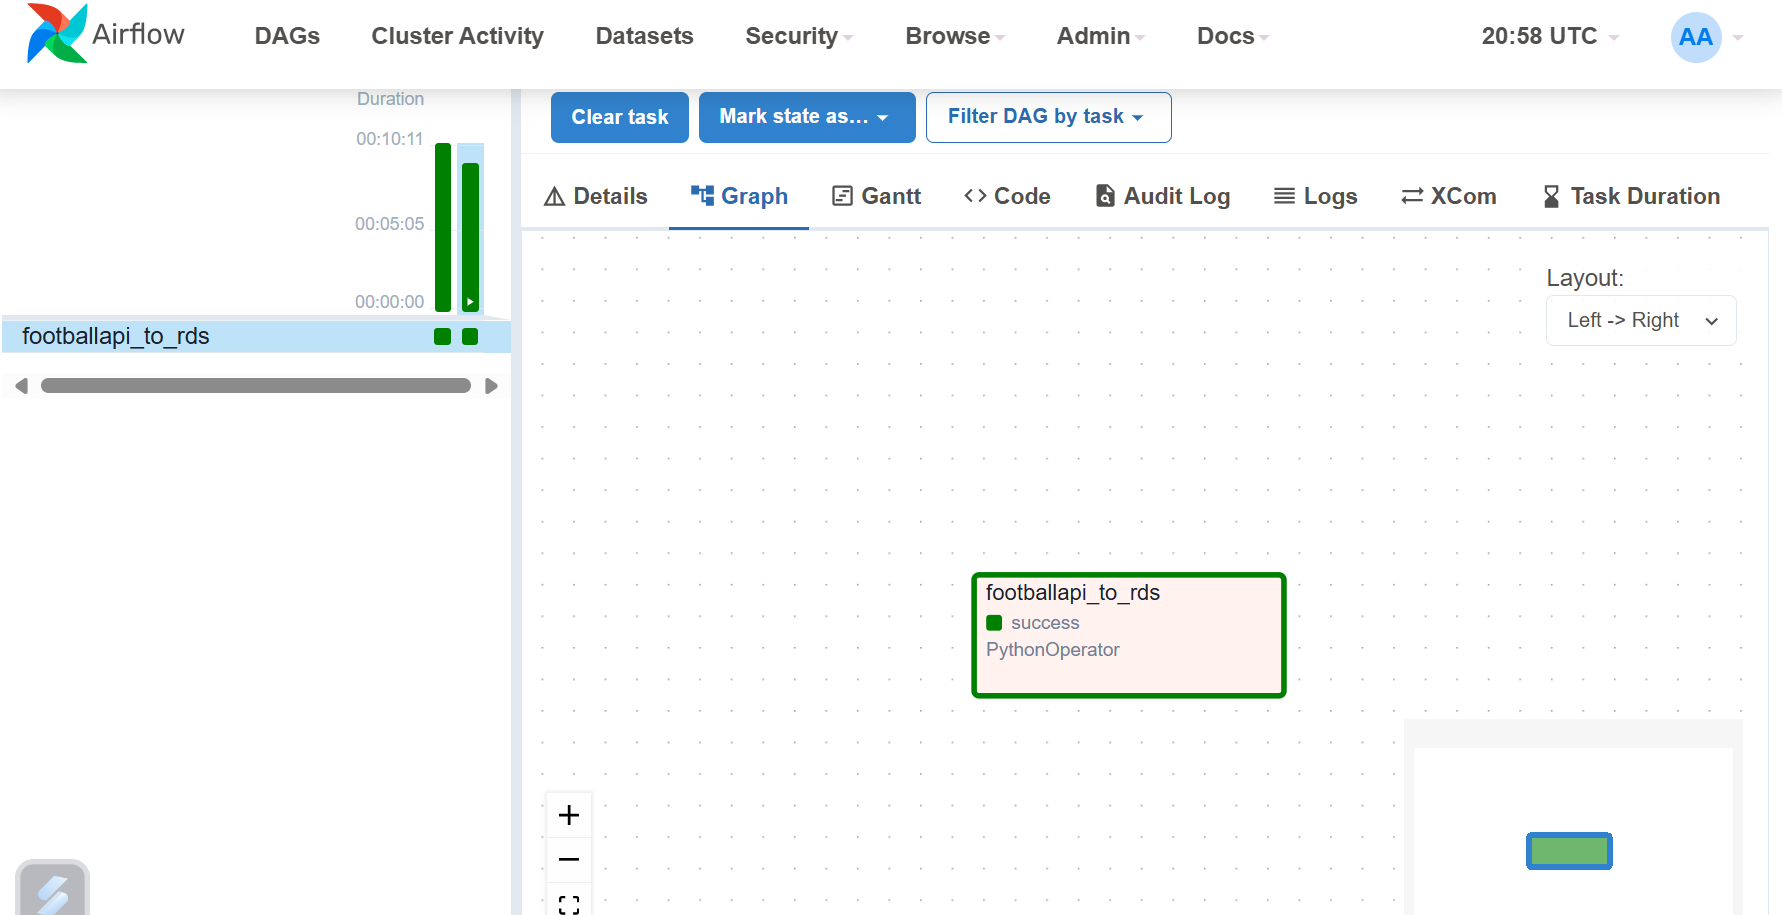 Airflow
DAGs
Cluster Activity
Datasets
Security
Browse
Admin
Docs
20:58 UTC
AA
Duration
00:10:11
00:05:05
00:00:00
footballapi_to_rds
Clear task
Mark state as...
Filter DAG by task
Details
Graph
Gantt
Code
Audit Log
Logs
XCom
Task Duration
Layout:
Left -> Right
footballapi_to_rds
success
PythonOperator